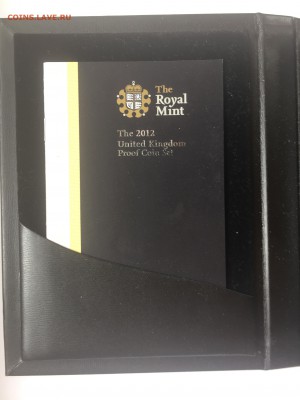 COINS.LAVE.RU
The
Royal
Mint
The 2012
United Kingdom
Proof Coin Set